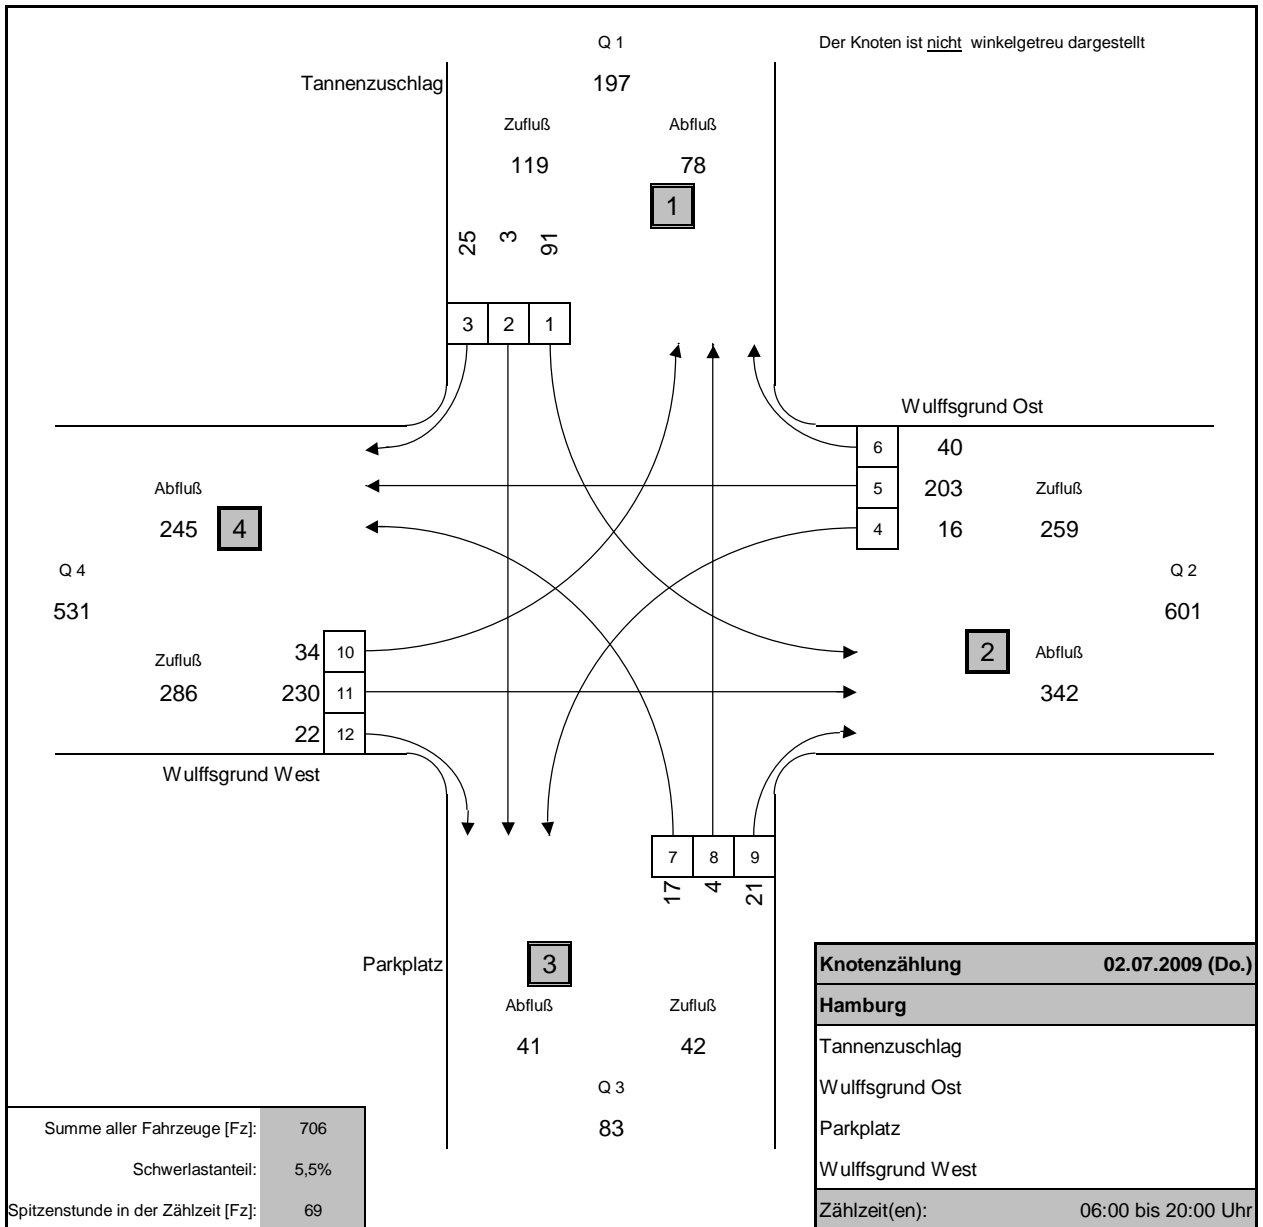 Q 1
Der Knoten ist nicht winkelgetreu dargestellt
Tannenzuschlag
197
Zufluß
Abfluß
119
78
1
25
3
91
3
2
1
Wulffsgrund Ost
6
40
5
203
Zufluß
4
16
259
Abfluß
245
4
Q 4
531
Q 2
601
2
Abfluß
342
Zufluß
286
34
10
230
11
22
12
Wulffsgrund West
7
8
9
17
4
21
Parkplatz
3
Abfluß
Zufluß
41
42
Q 3
83
Knotenzählung 02.07.2009 (Do.)
Hamburg
Tannenzuschlag
Wulffsgrund Ost
Parkplatz
Wulffsgrund West
Zählzeit(en): 06:00 bis 20:00 Uhr
Summe aller Fahrzeuge [Fz]: 706
Schwerlastanteil: 5,5%
Spitzenstunde in der Zählzeit [Fz]: 69